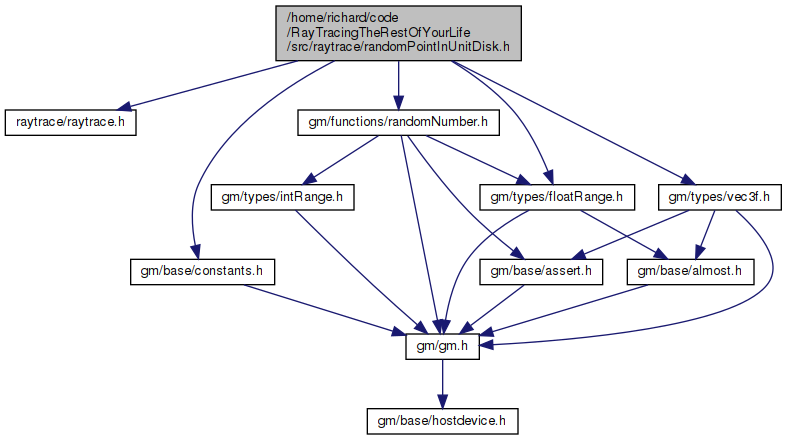 /home/richard/code
/RayTracingTheRestOfYourLife
/src/raytrace/randomPointInUnitDisk.h
raytrace/raytrace.h
gm/functions/randomNumber.h
gm/types/intRange.h
gm/types/floatRange.h
gm/types/vec3f.h
gm/base/constants.h
gm/base/assert.h
gm/base/almost.h
gm/gm.h
gm/base/hostdevice.h